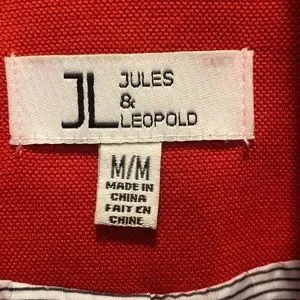 JL JULES
&
LEOPOLD
M/M
MADE IN
CHINA
FAIT EN
CHINE